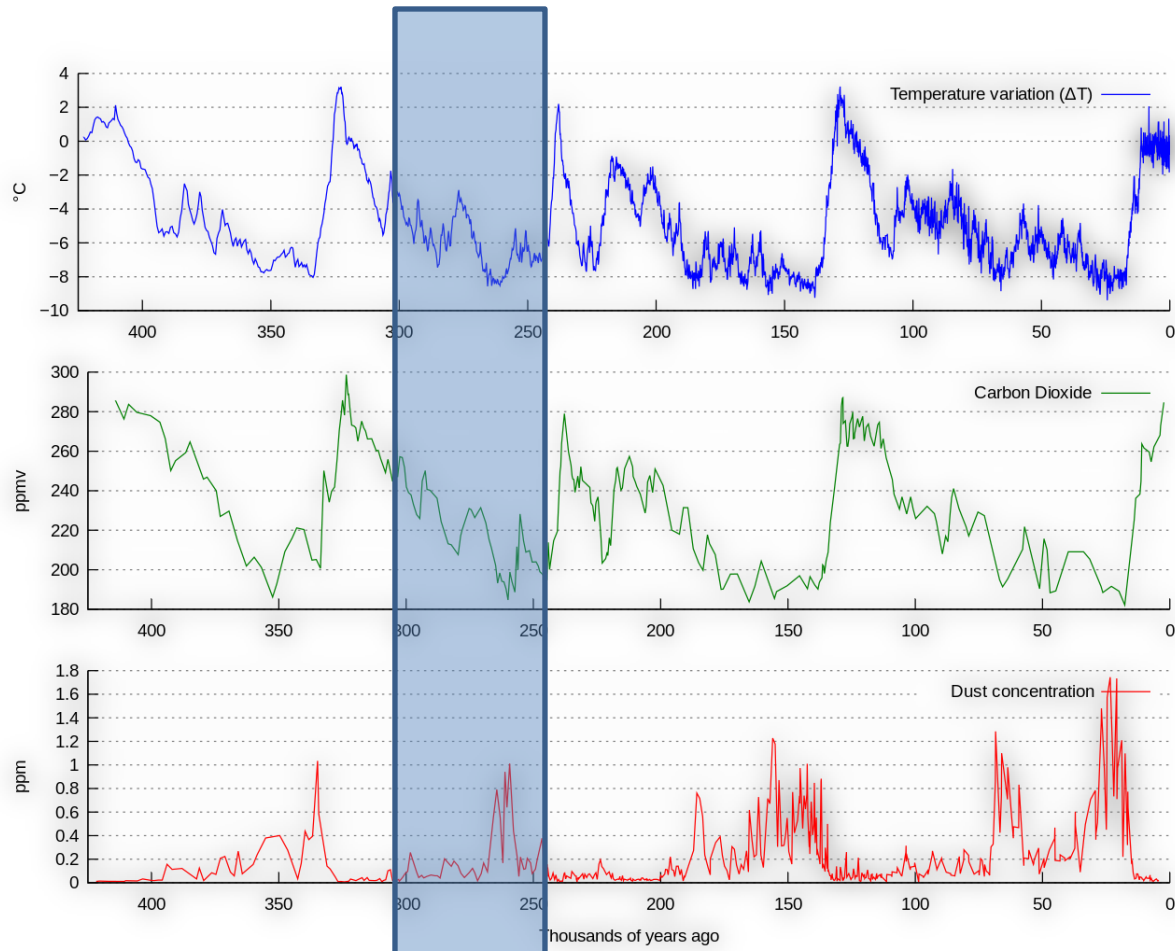 4
2
0
−2
−4
−6
−8
−10
°C
Temperature variation (ΔT)
400 350 300 250 200 150 100 50 0
300
280
260
240
220
200
180
ppmv
Carbon Dioxide
400 350 300 250 200 150 100 50 0
1.8
1.6
1.4
1.2
1
0.8
0.6
0.4
0.2
0
ppm
Dust concentration
400 350 300 250 200 150 100 50 0
Thousands of years ago